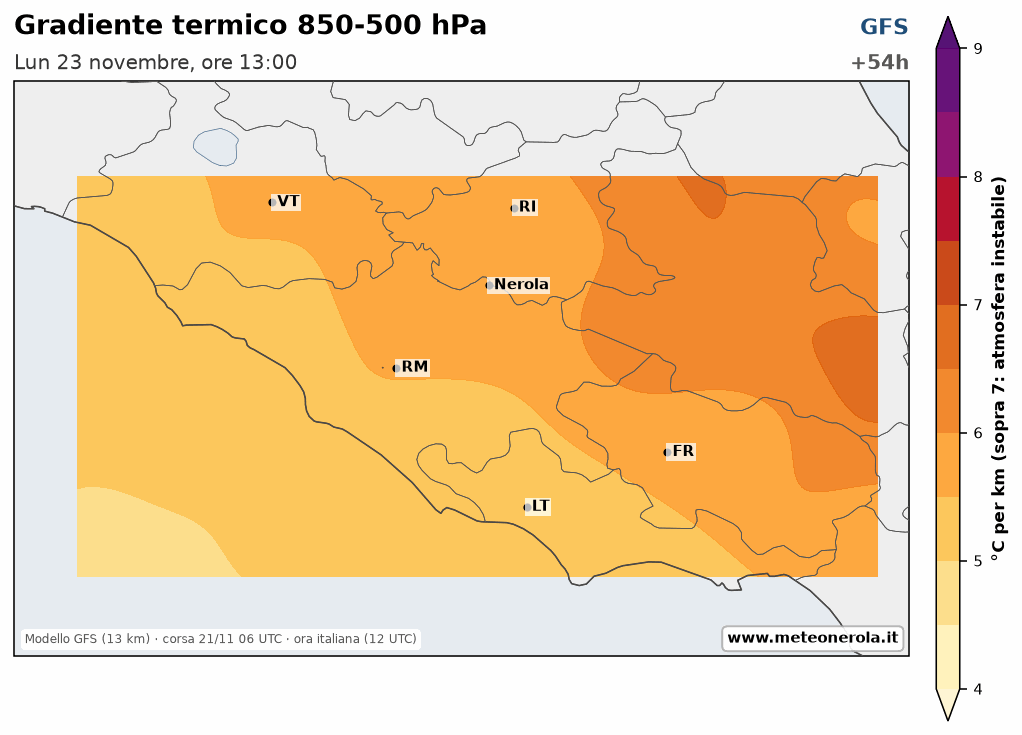 Gradiente termico 850-500 hPa
GFS
Lun 23 novembre, ore 13:00
+54h
VT
RI
Nerola
RM
FR
LT
Modello GFS (13 km) · corsa 21/11 06 UTC · ora italiana (12 UTC)
www.meteonerola.it
9
8
7
6
5
4
°C per km (sopra 7: atmosfera instabile)